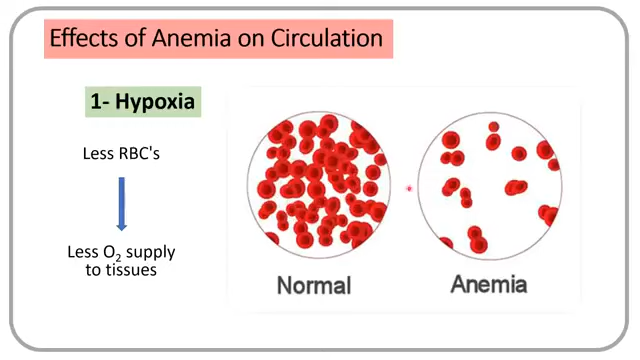 Effects of Anemia on Circulation
1- Hypoxia
Less RBC's
Less O₂ supply
to tissues
Normal
Anemia